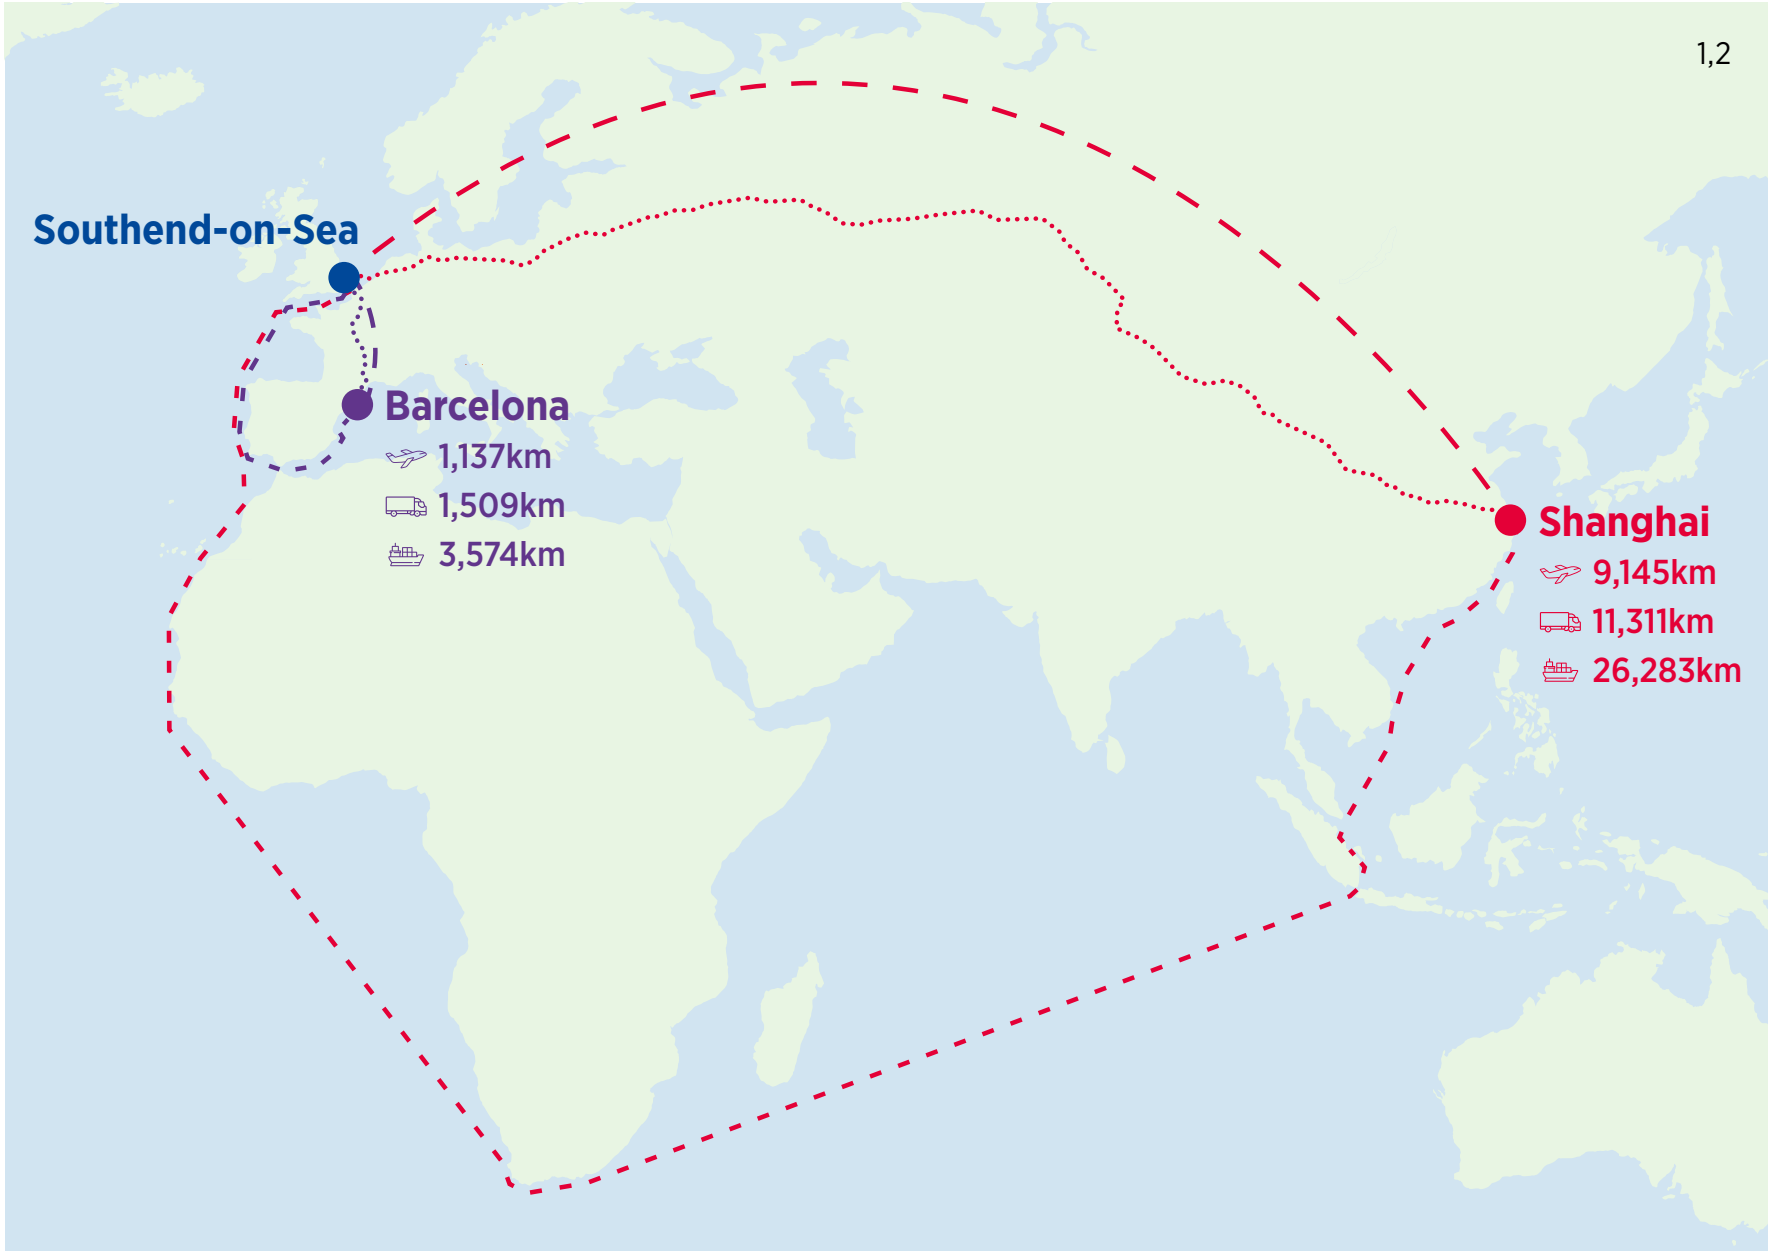 1,2
Southend-on-Sea
Barcelona
1,137km
1,509km
3,574km
Shanghai
9,145km
11,311km
26,283km